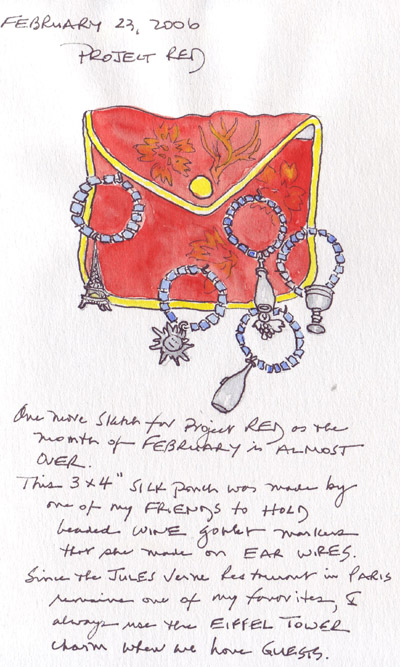 FEBRUARY 23, 2006
PROJECT RED
One more sketch for Project RED as the
month of FEBRUARY is ALMOST
OVER.
This 3 x 4" SILK pouch was made by
one of my FRIENDS to HOLD
beaded WINE goblet markers
that she made on EAR WIRES.
Since the JULES Verne Restaurant in PARIS
remains one of my favorites, I
always use the EIFFEL TOWER
charm when we have GUESTS.